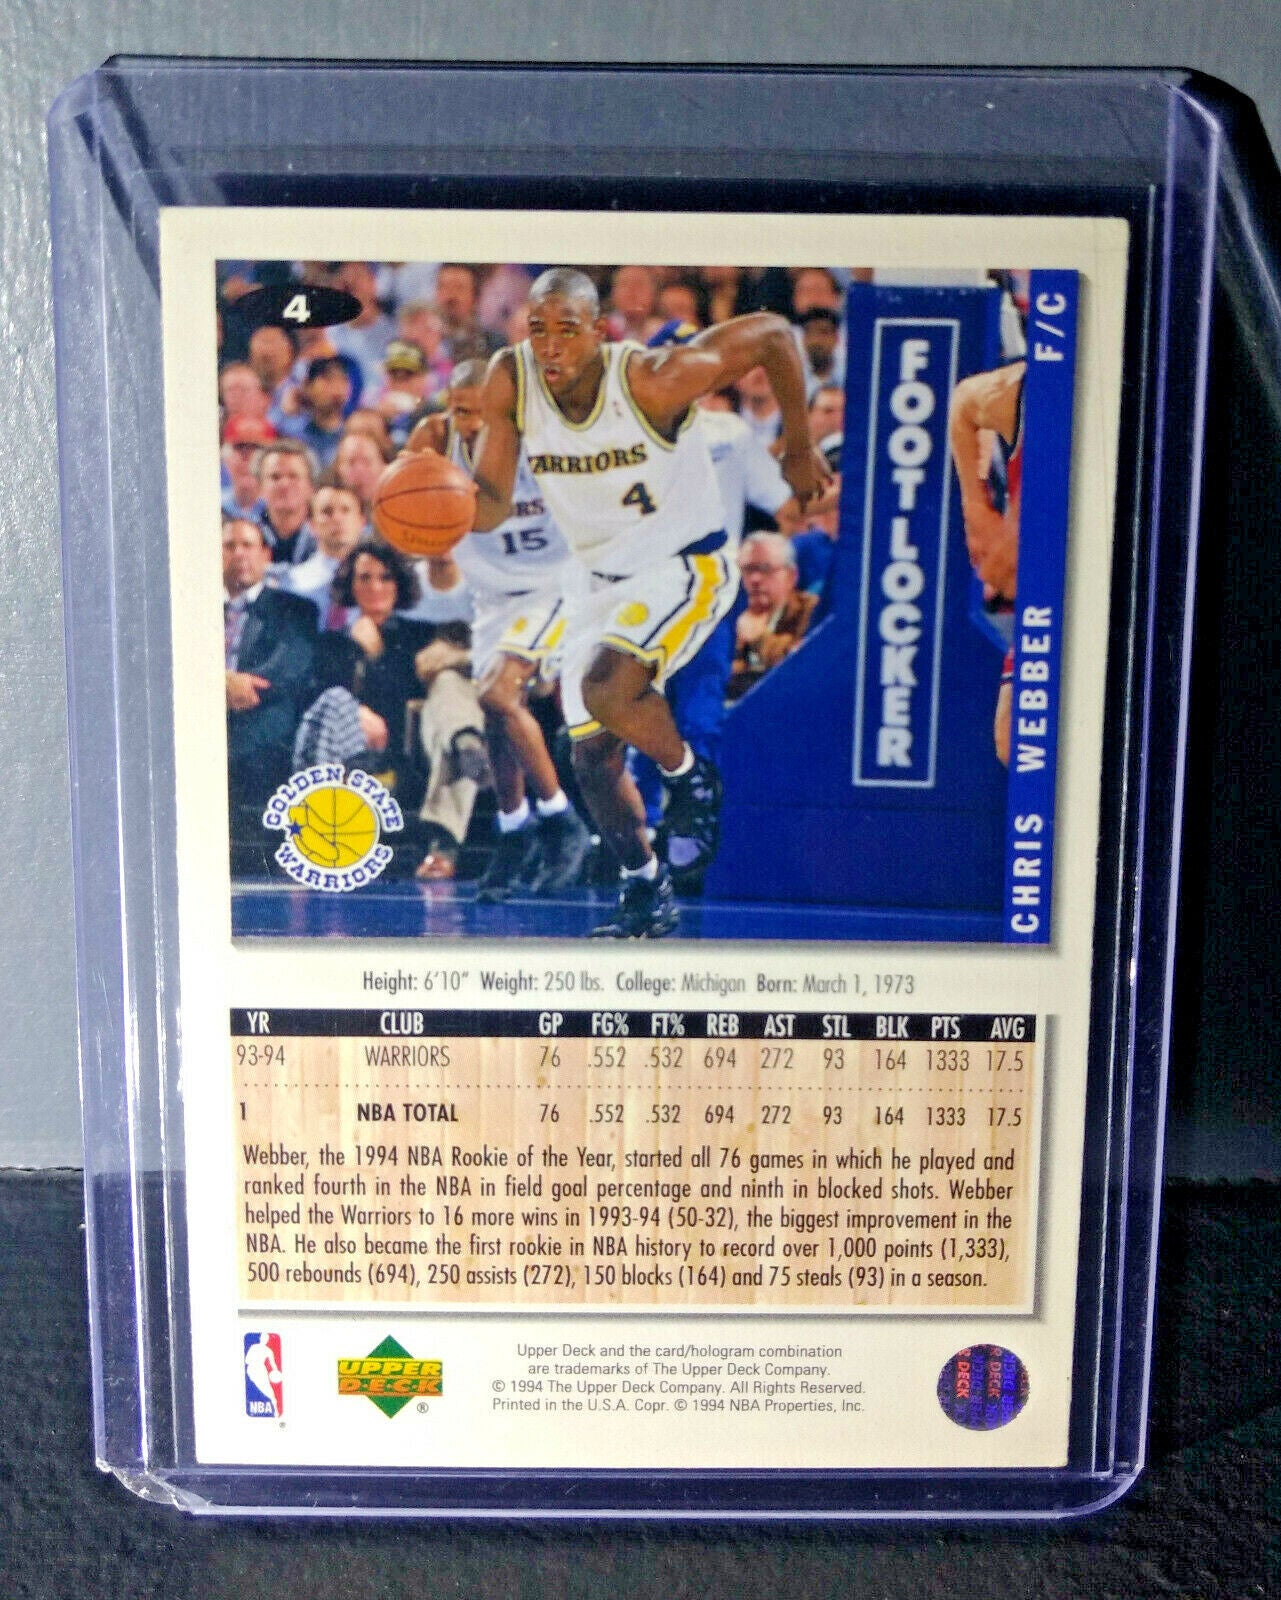 4
F/C
CHRIS WEBBER
FOOT LOCKER
ARRIORS
4
RS
15
GOLDEN STATE
WARRIORS
Height: 6'10" Weight: 250 lbs. College: Michigan Born: March 1, 1973
YR CLUB GP FG% FT% REB AST STL BLK PTS AVG
93-94 WARRIORS 76 .552 .532 694 272 93 164 1333 17.5
1 NBA TOTAL 76 .552 .532 694 272 93 164 1333 17.5
Webber, the 1994 NBA Rookie of the Year, started all 76 games in which he played and
ranked fourth in the NBA in field goal percentage and ninth in blocked shots. Webber
helped the Warriors to 16 more wins in 1993-94 (50-32), the biggest improvement in the
NBA. He also became the first rookie in NBA history to record over 1,000 points (1,333),
500 rebounds (694), 250 assists (272), 150 blocks (164) and 75 steals (93) in a season.
NBA ®
UPPER
D•E•C•K ®
Upper Deck and the card/hologram combination
are trademarks of The Upper Deck Company.
© 1994 The Upper Deck Company. All Rights Reserved.
Printed in the U.S.A. Copr. © 1994 NBA Properties, Inc.
R DECK